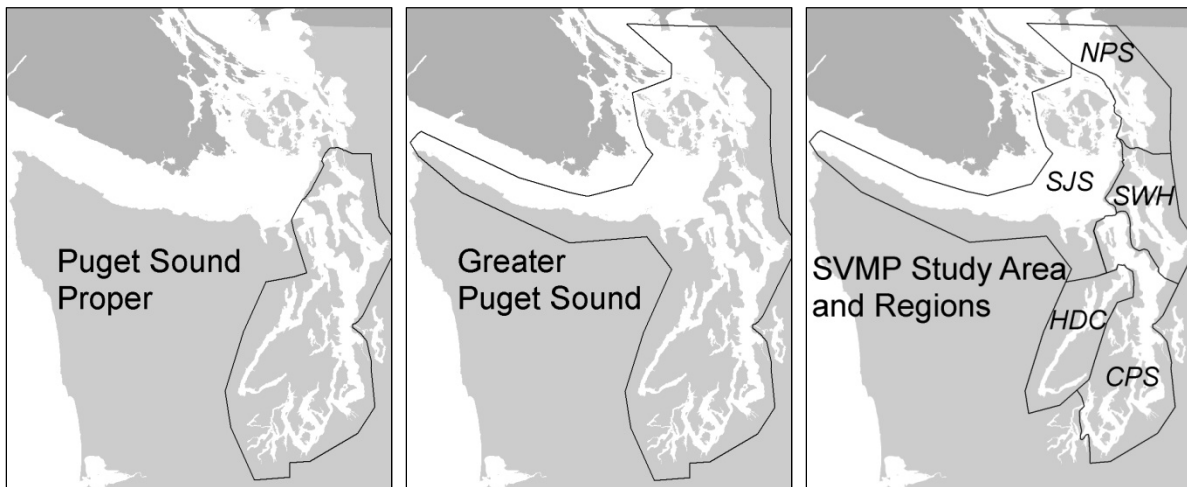 Puget Sound
Proper
Greater
Puget Sound
NPS
SJS
SWH
SVMP Study Area
and Regions
HDC
CPS